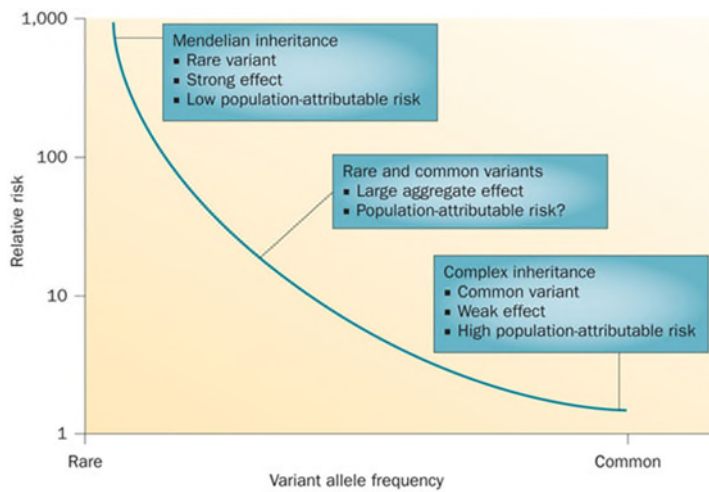 1,000
Mendelian inheritance
▪ Rare variant
▪ Strong effect
▪ Low population-attributable risk
100
Rare and common variants
▪ Large aggregate effect
▪ Population-attributable risk?
Relative risk
Complex inheritance
▪ Common variant
▪ Weak effect
▪ High population-attributable risk
10
1
Rare
Common
Variant allele frequency